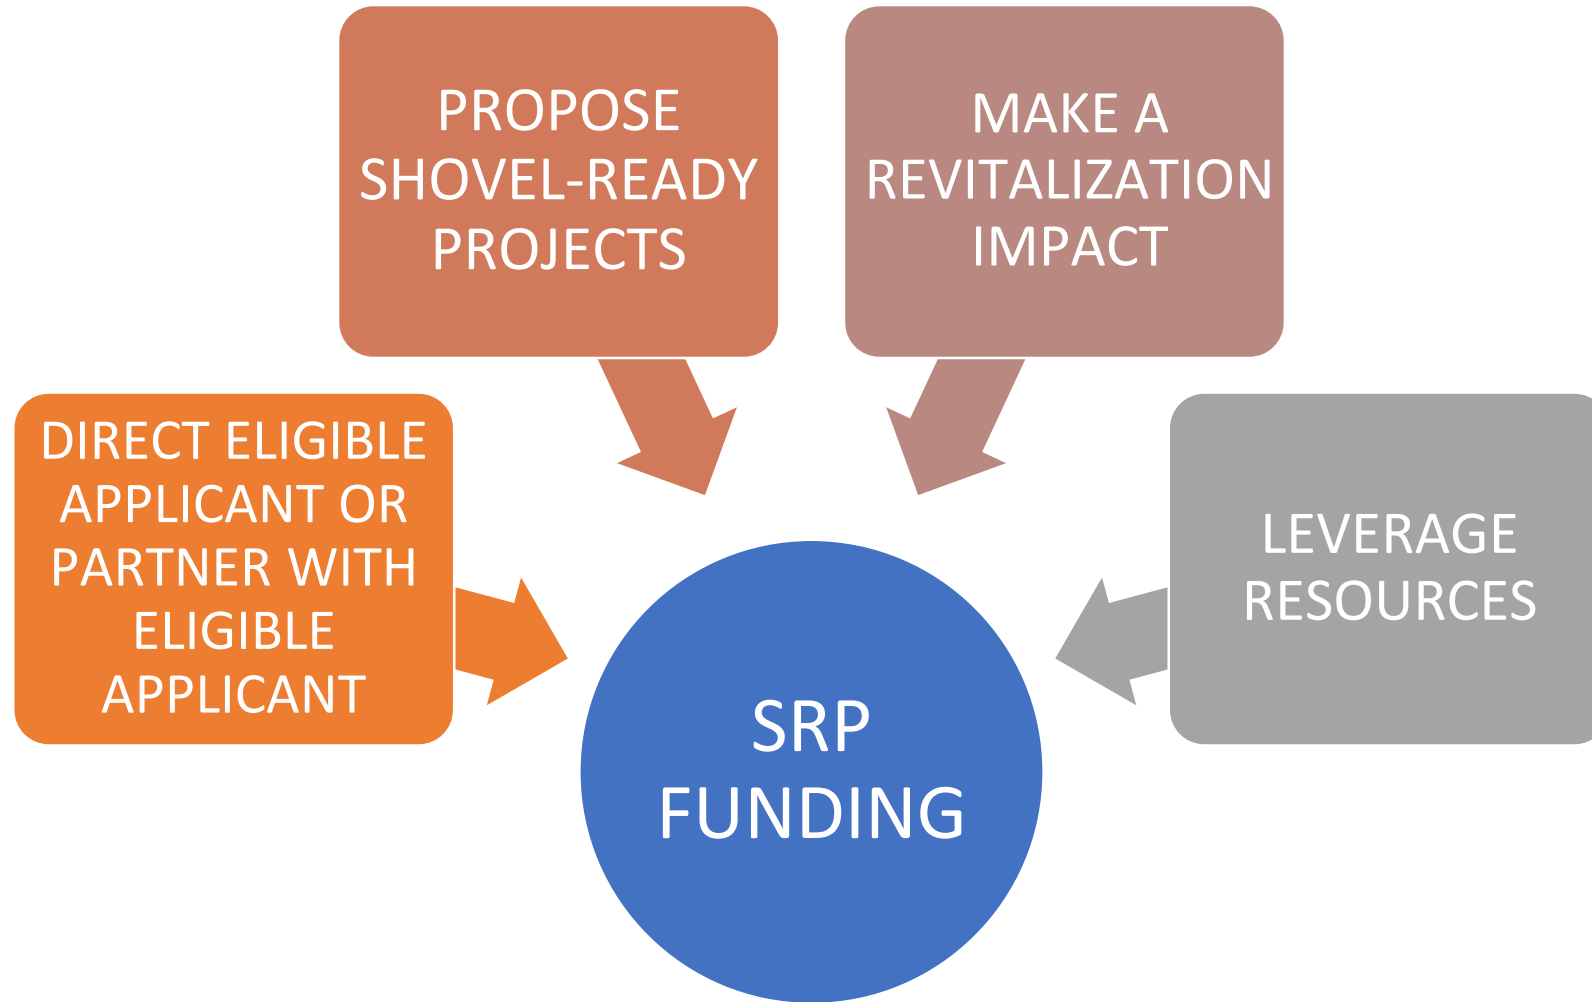 PROPOSE
SHOVEL-READY
PROJECTS
MAKE A
REVITALIZATION
IMPACT
DIRECT ELIGIBLE
APPLICANT OR
PARTNER WITH
ELIGIBLE
APPLICANT
LEVERAGE
RESOURCES
SRP
FUNDING